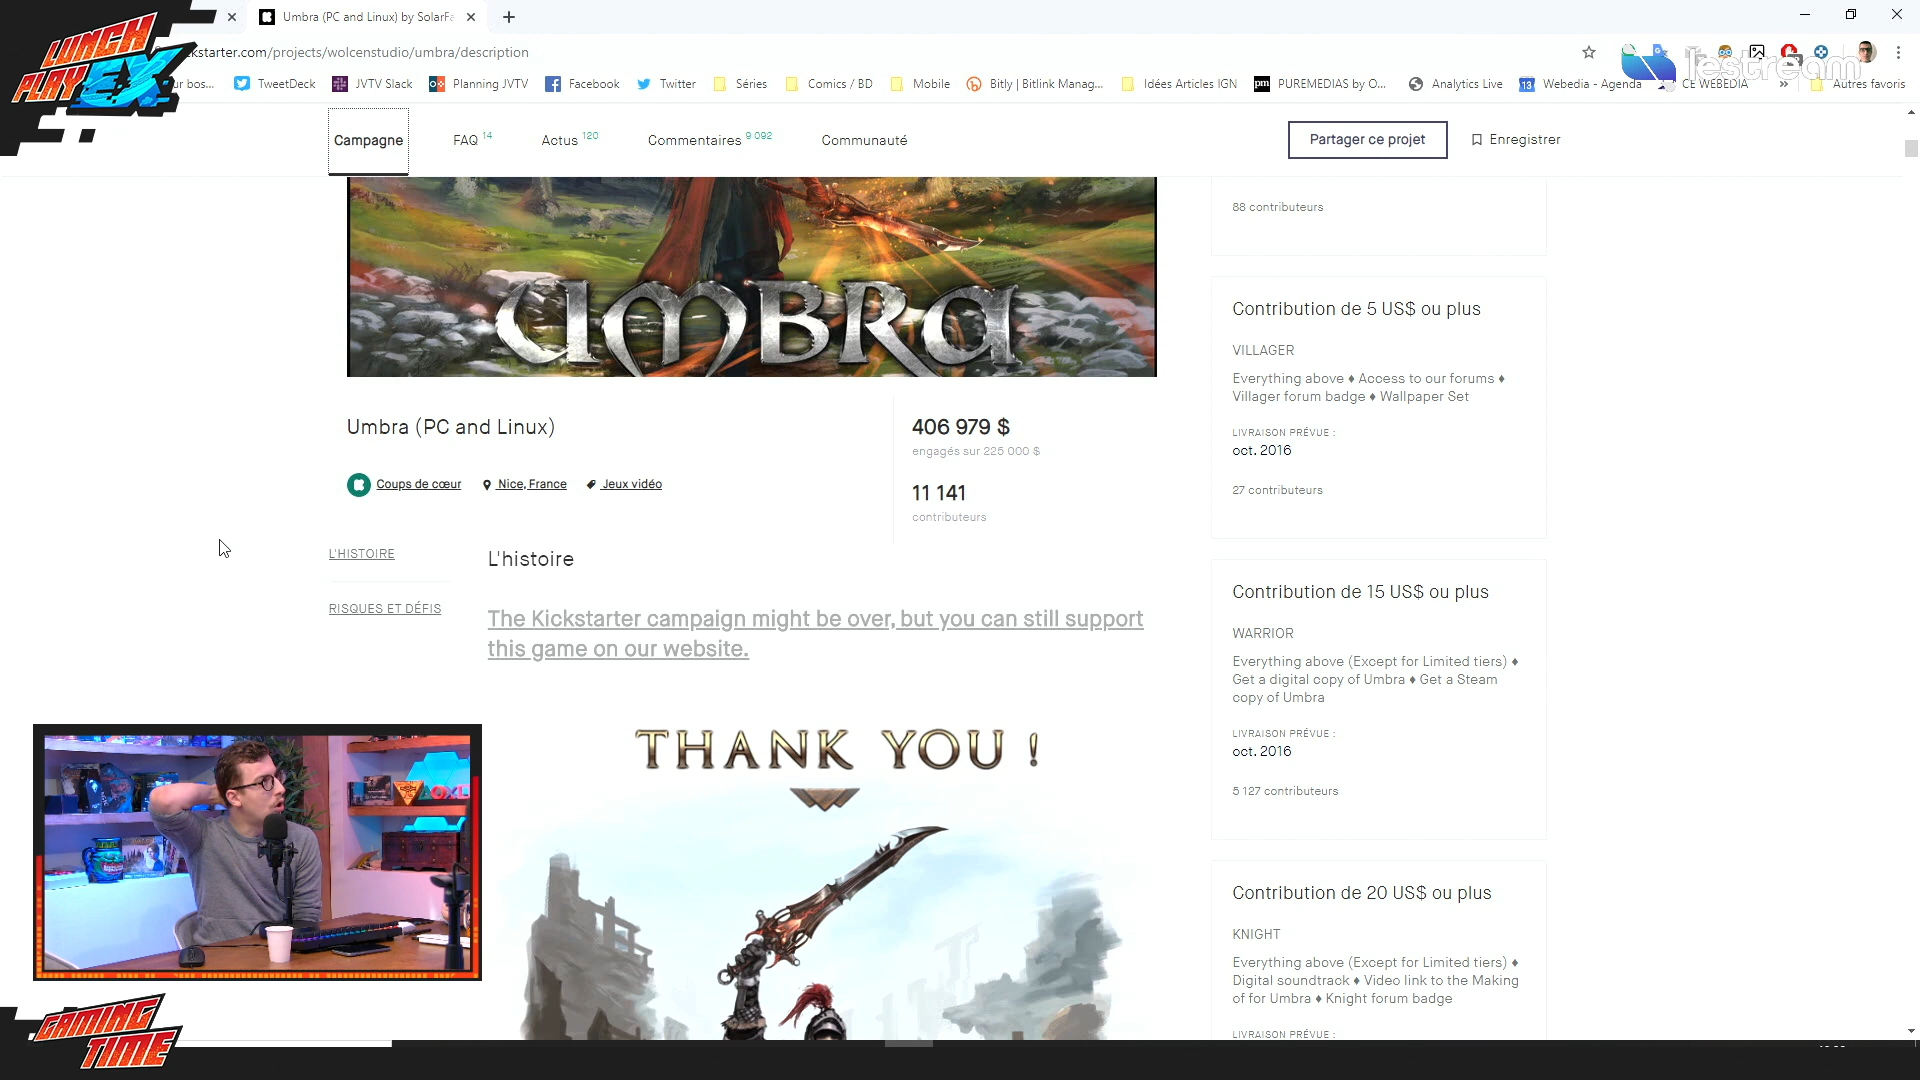 LUNCH
PLAY EX
Umbra (PC and Linux) by SolarFa
kstarter.com/projects/wolcenstudio/umbra/description
lestream
ur bos...
TweetDeck
JVTV Slack
Planning JVTV
Facebook
Twitter
Séries
Comics / BD
Mobile
Bitly | Bitlink Manag...
Idées Articles IGN
PUREMEDIAS by O...
Analytics Live
Webedia - Agenda
CE WEBEDIA
»
Autres favoris
Campagne
FAQ 14
Actus 120
Commentaires 9 092
Communauté
Partager ce projet
Enregistrer
UMBRA
Umbra (PC and Linux)
Coups de cœur
Nice, France
Jeux vidéo
406 979 $
engagés sur 225 000 $
11 141
contributeurs
L'HISTOIRE
RISQUES ET DÉFIS
L'histoire
The Kickstarter campaign might be over, but you can still support
this game on our website.
THANK YOU !
88 contributeurs
Contribution de 5 US$ ou plus
VILLAGER
Everything above ♦ Access to our forums ♦
Villager forum badge ♦ Wallpaper Set
LIVRAISON PRÉVUE :
oct. 2016
27 contributeurs
Contribution de 15 US$ ou plus
WARRIOR
Everything above (Except for Limited tiers) ♦
Get a digital copy of Umbra ♦ Get a Steam
copy of Umbra
LIVRAISON PRÉVUE :
oct. 2016
5 127 contributeurs
Contribution de 20 US$ ou plus
KNIGHT
Everything above (Except for Limited tiers) ♦
Digital soundtrack ♦ Video link to the Making
of for Umbra ♦ Knight forum badge
LIVRAISON PRÉVUE :
GAMING
TIME